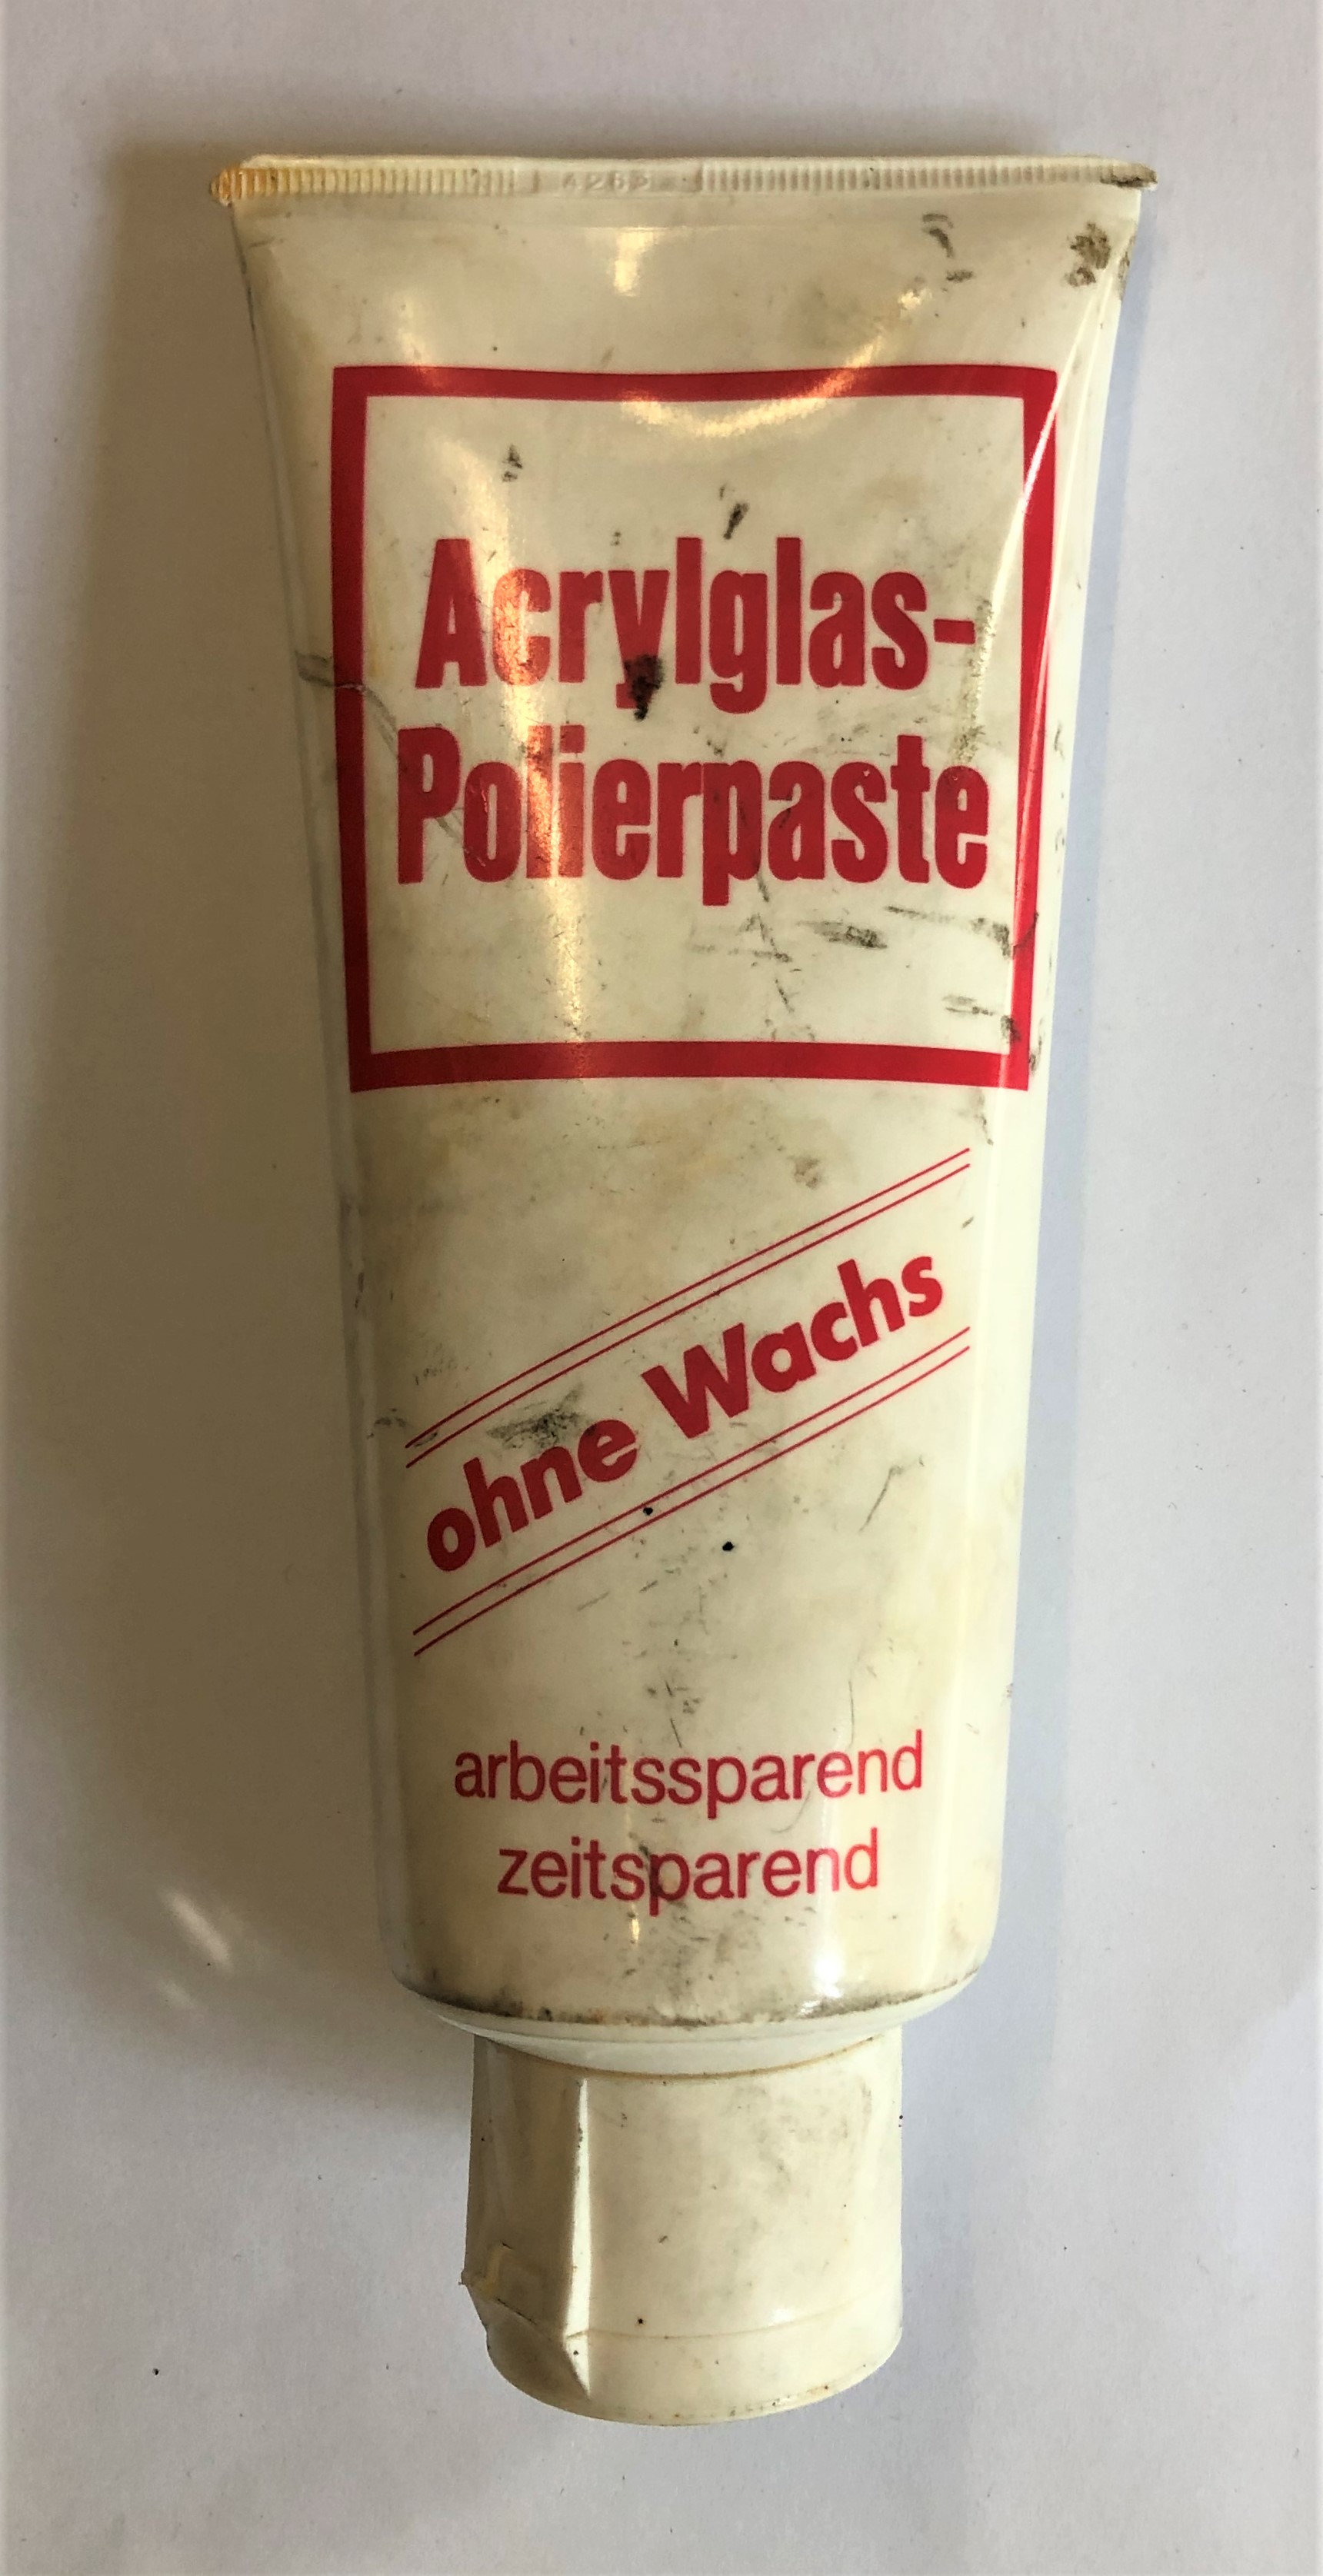 Acrylglas-
Polierpaste
ohne Wachs
arbeitssparend
zeitsparend